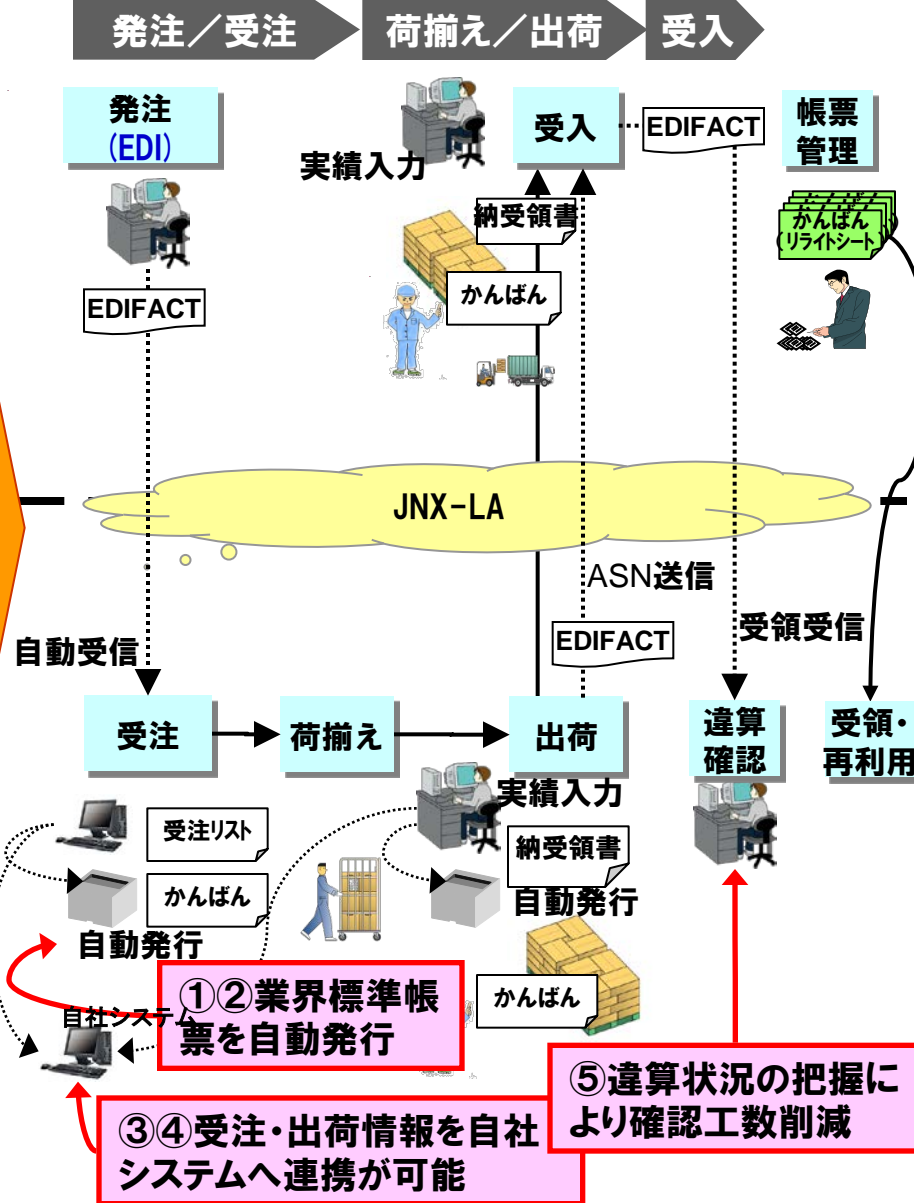 発注／受注
荷揃え／出荷
受入
発注
(EDI)
実績入力
受入
EDIFACT
帳票
管理
納受領書
かんばん
かんばん
(リライトシート)
EDIFACT
JNX-LA
ASN送信
EDIFACT
受領受信
自動受信
受注
荷揃え
出荷
違算
確認
受領・
再利用
実績入力
受注リスト
かんばん
自動発行
納受領書
自動発行
かんばん
自社システム
①②業界標準帳
票を自動発行
③④受注・出荷情報を自社
システムへ連携が可能
⑤違算状況の把握に
より確認工数削減